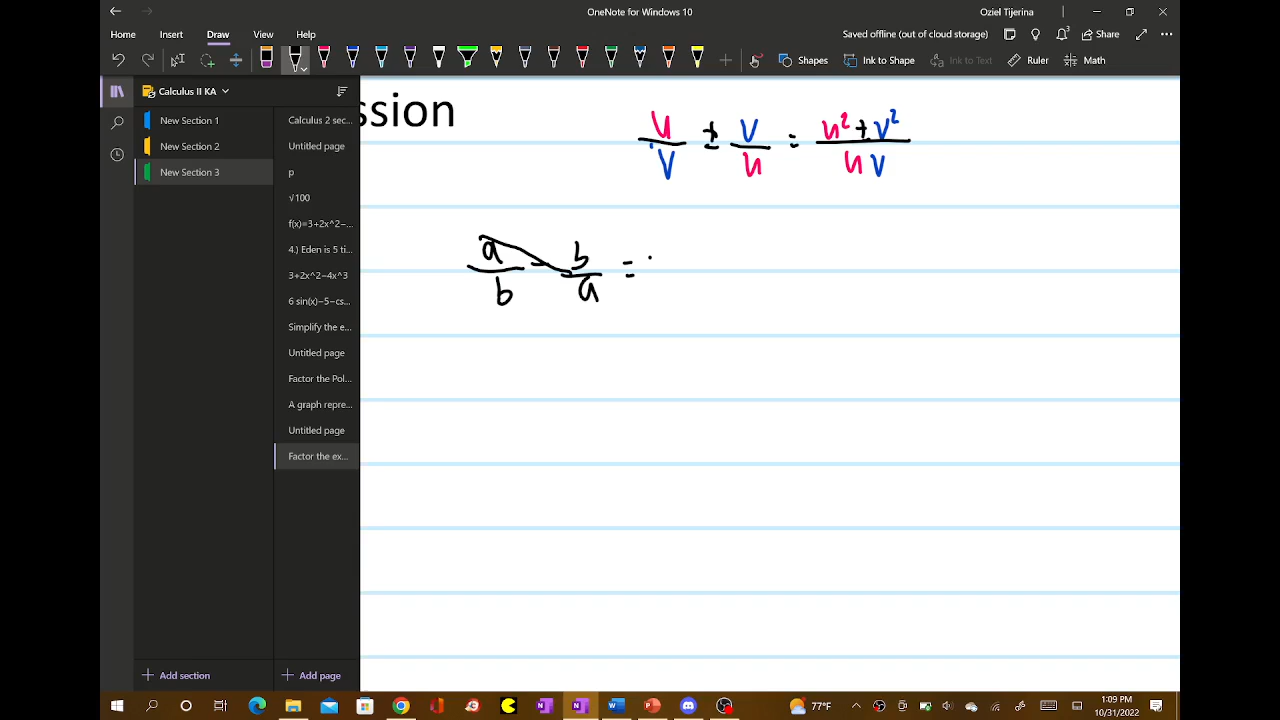 OneNote for Windows 10
Oziel Tijerina
Home Insert Draw View Help
Saved offline (out of cloud storage)
3
Share
Shapes
Ink to Shape
Ink to Text
Ruler
Math
Calculus II KA
New Section 1
New Section 2
New Section 3
Calculus 2 sec...
Untitled page
p
√100
f(x)=3+2x^2−...
4.) Eden is 5 ti...
3+2x^2−4x^3
6 sin(x)−5−cs...
Simplify the e...
Untitled page
Factor the Pol...
A graph repre...
Untitled page
Factor the ex...
ssion
u/v ± v/u = u² + v²/uv
a/b − b/a =
Add section
Add page
77°F
1:09 PM
10/31/2022